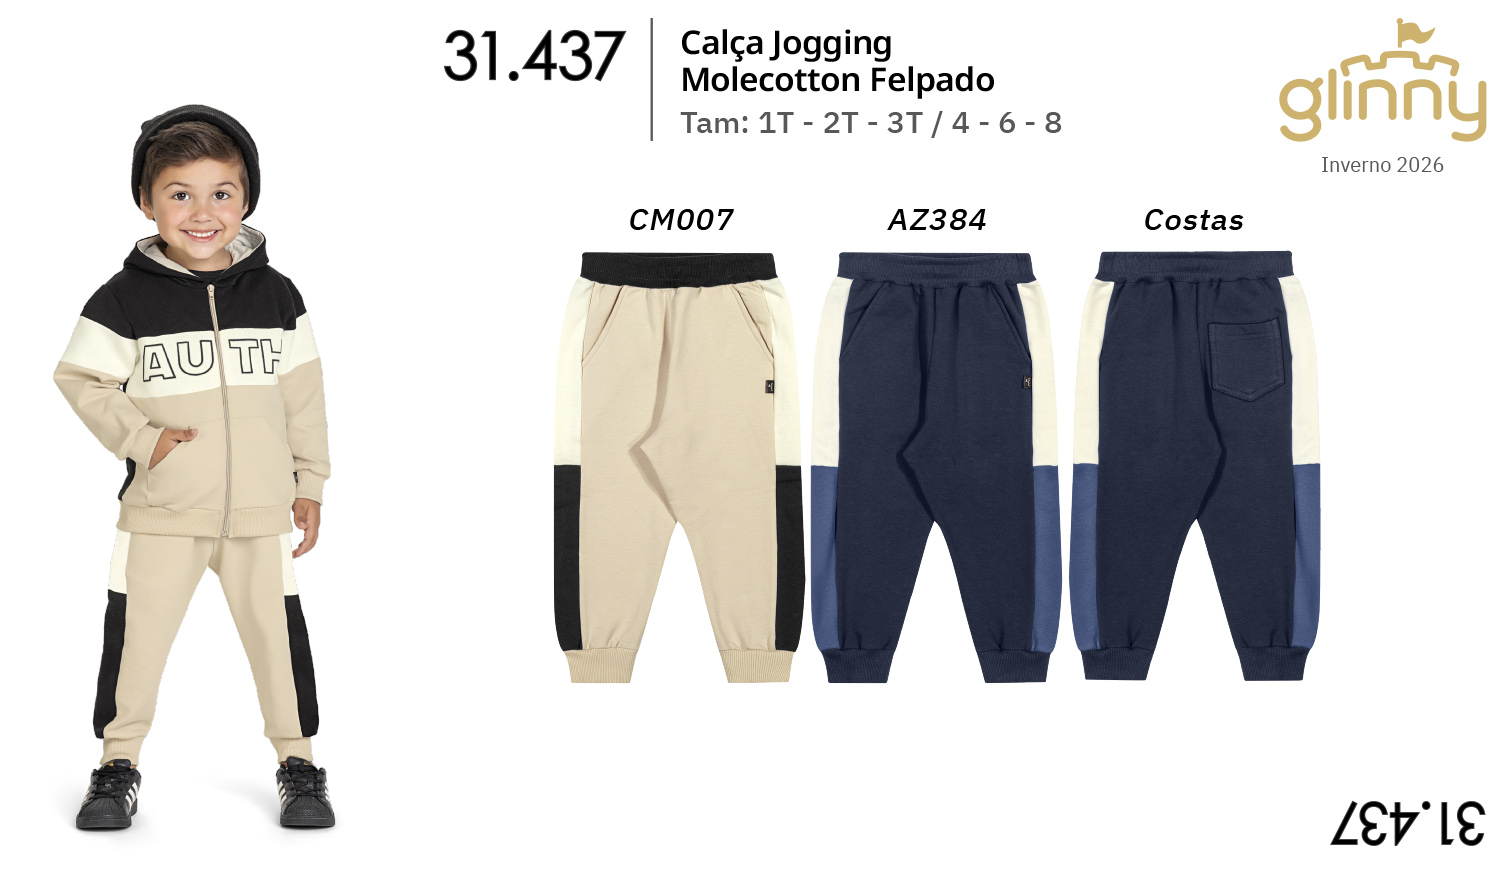 31.437
Calça Jogging
Molecotton Felpado
Tam: 1T - 2T - 3T / 4 - 6 - 8
glinny
Inverno 2026
CM007
AZ384
Costas
AUTH
31.437